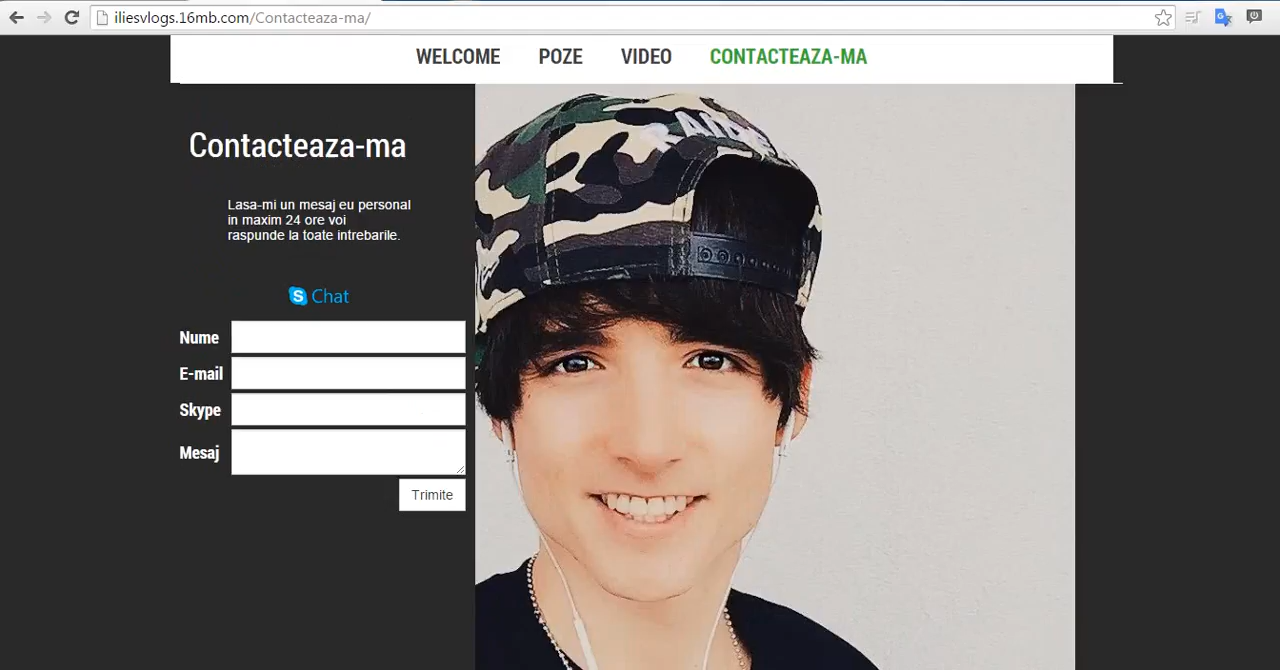 iliesvlogs.16mb.com/Contacteaza-ma/
WELCOME POZE VIDEO CONTACTEAZA-MA
Contacteaza-ma
Lasa-mi un mesaj eu personal
in maxim 24 ore voi
raspunde la toate intrebarile.
Chat
Nume
E-mail
Skype
Mesaj
Trimite